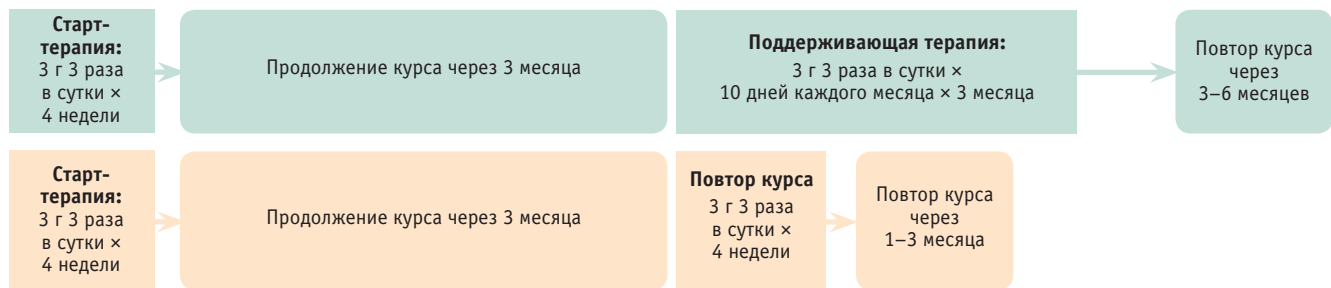 Старт-
терапия:
3 г 3 раза
в сутки ×
4 недели
Продолжение курса через 3 месяца
Поддерживающая терапия:
3 г 3 раза в сутки ×
10 дней каждого месяца × 3 месяца
Повтор курса
через
3–6 месяцев
Старт-
терапия:
3 г 3 раза
в сутки ×
4 недели
Продолжение курса через 3 месяца
Повтор курса
3 г 3 раза
в сутки ×
4 недели
Повтор курса
через
1–3 месяца